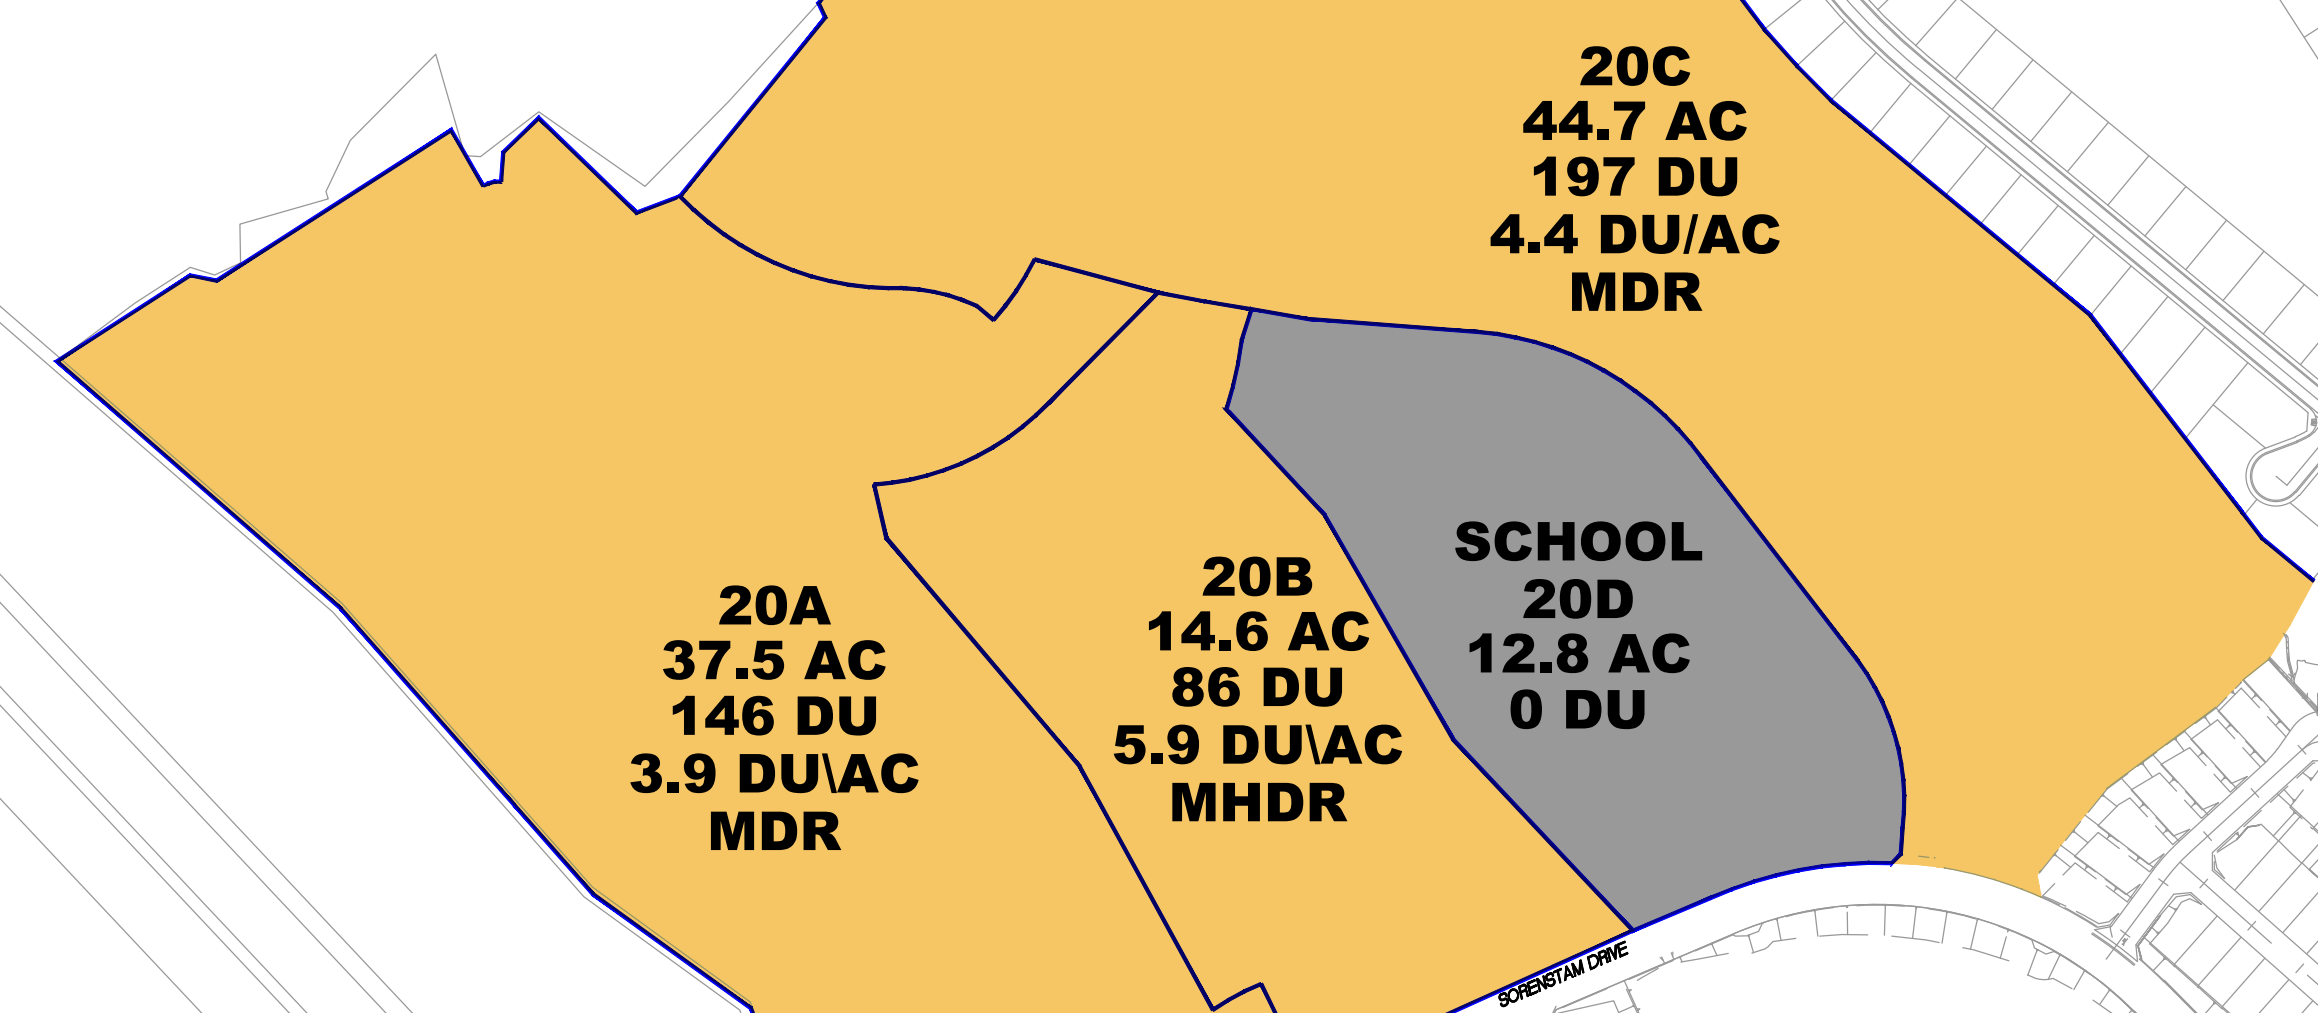 20C
44.7 AC
197 DU
4.4 DU/AC
MDR
SCHOOL
20D
12.8 AC
0 DU
20B
14.6 AC
86 DU
5.9 DU\AC
MHDR
20A
37.5 AC
146 DU
3.9 DU\AC
MDR
SORENSTAM DRIVE